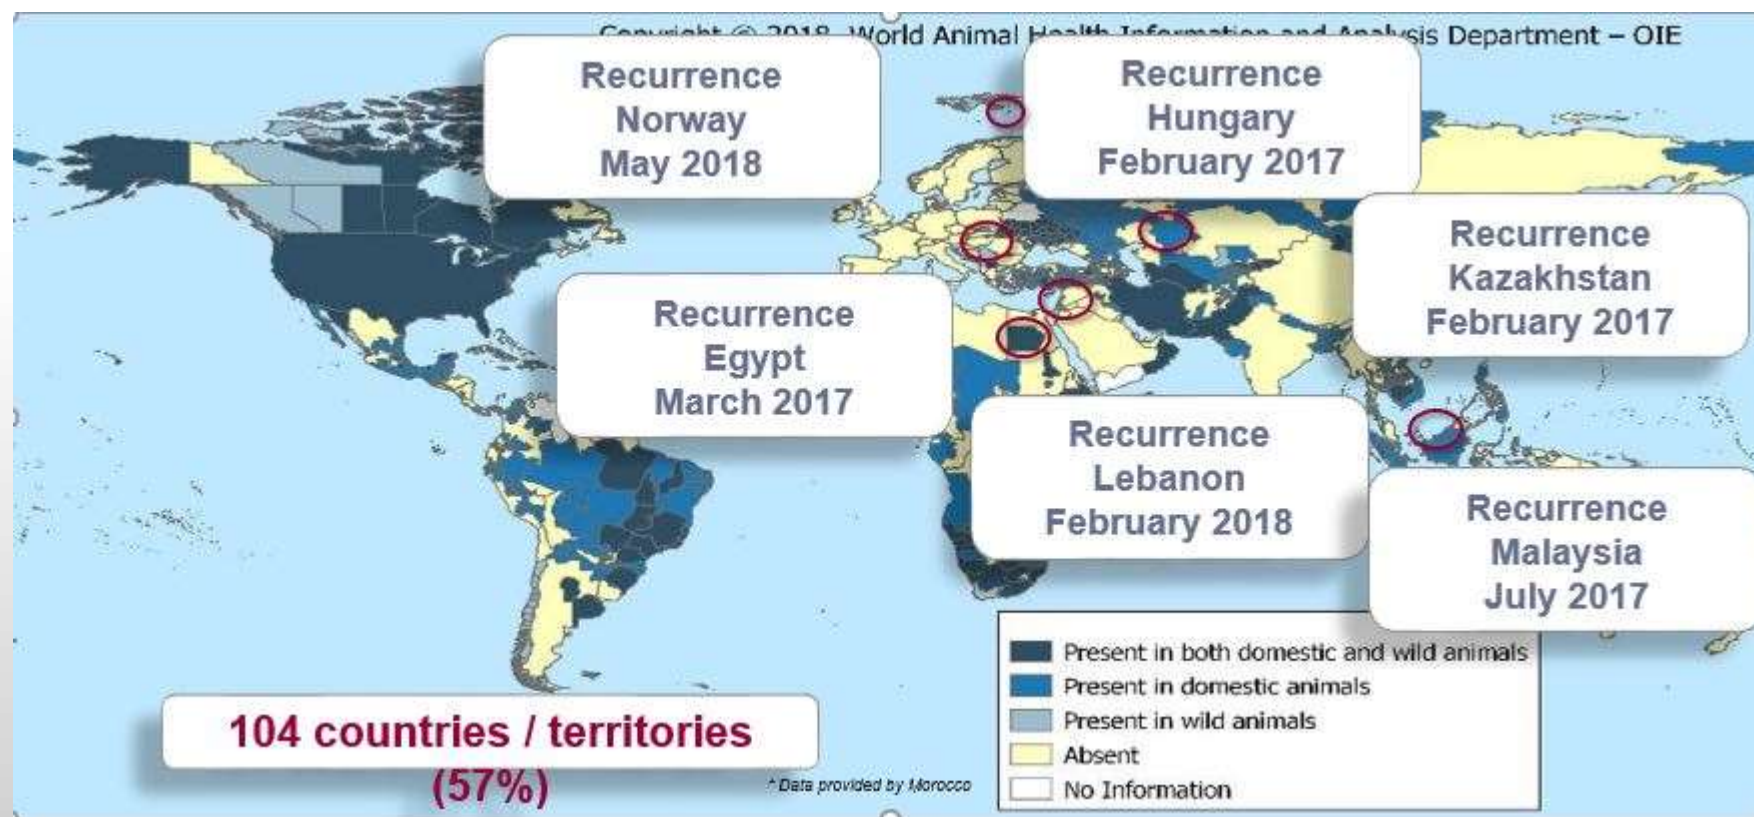 Copyright © 2018 World Animal Health Information and Analysis Department – OIE
Recurrence
Norway
May 2018
Recurrence
Hungary
February 2017
Recurrence
Kazakhstan
February 2017
Recurrence
Egypt
March 2017
Recurrence
Lebanon
February 2018
Recurrence
Malaysia
July 2017
Present in both domestic and wild animals
Present in domestic animals
Present in wild animals
Absent
No Information
104 countries / territories
(57%)
* Data provided by Morocco